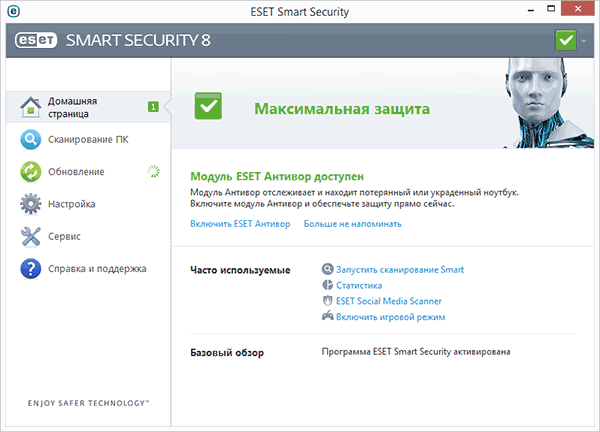 ESET Smart Security
eset SMART SECURITY 8
Домашняя
страница
1
Сканирование ПК
Обновление
Настройка
Сервис
Справка и поддержка
ENJOY SAFER TECHNOLOGY™
Максимальная защита
Модуль ESET Антивор доступен
Модуль Антивор отслеживает и находит потерянный или украденный ноутбук.
Включите модуль Антивор и обеспечьте защиту прямо сейчас.
Включить ESET Антивор Больше не напоминать
Часто используемые
Запустить сканирование Smart
Статистика
ESET Social Media Scanner
Включить игровой режим
Базовый обзор
Программа ESET Smart Security активирована